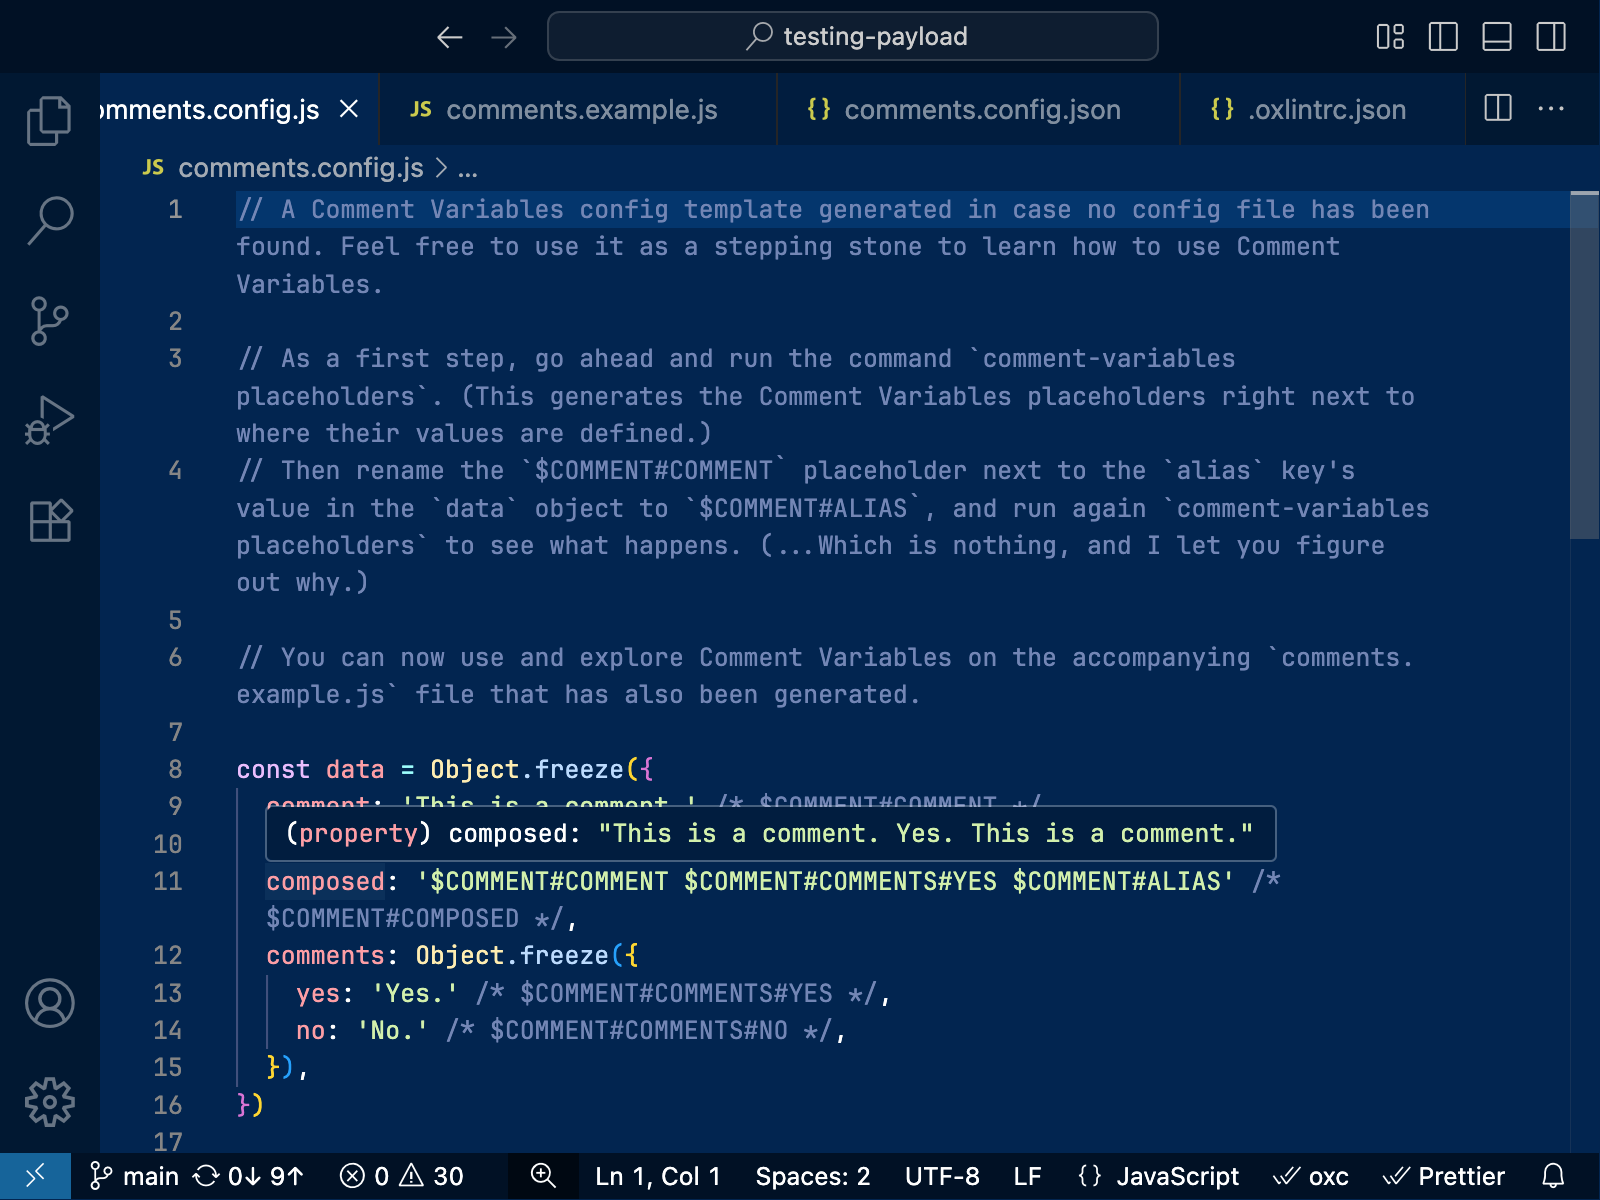 testing-payload
omments.config.js
JS comments.example.js
{} comments.config.json
{} .oxlintrc.json
JS comments.config.js > ...
1 // A Comment Variables config template generated in case no config file has been
found. Feel free to use it as a stepping stone to learn how to use Comment
Variables.
2
3 // As a first step, go ahead and run the command `comment-variables
placeholders`. (This generates the Comment Variables placeholders right next to
where their values are defined.)
4 // Then rename the `$COMMENT#COMMENT` placeholder next to the `alias` key's
value in the `data` object to `$COMMENT#ALIAS`, and run again `comment-variables
placeholders` to see what happens. (...Which is nothing, and I let you figure
out why.)
5
6 // You can now use and explore Comment Variables on the accompanying `comments.
example.js` file that has also been generated.
7
8 const data = Object.freeze({
9 comment: 'This is a comment.' /* $COMMENT#COMMENT */
10 (property) composed: "This is a comment. Yes. This is a comment."
11 composed: '$COMMENT#COMMENT $COMMENT#COMMENTS#YES $COMMENT#ALIAS' /*
$COMMENT#COMPOSED */,
12 comments: Object.freeze({
13 yes: 'Yes.' /* $COMMENT#COMMENTS#YES */,
14 no: 'No.' /* $COMMENT#COMMENTS#NO */,
15 }),
16 })
17
main 0↓ 9↑ 0 30 Ln 1, Col 1 Spaces: 2 UTF-8 LF {} JavaScript oxc Prettier